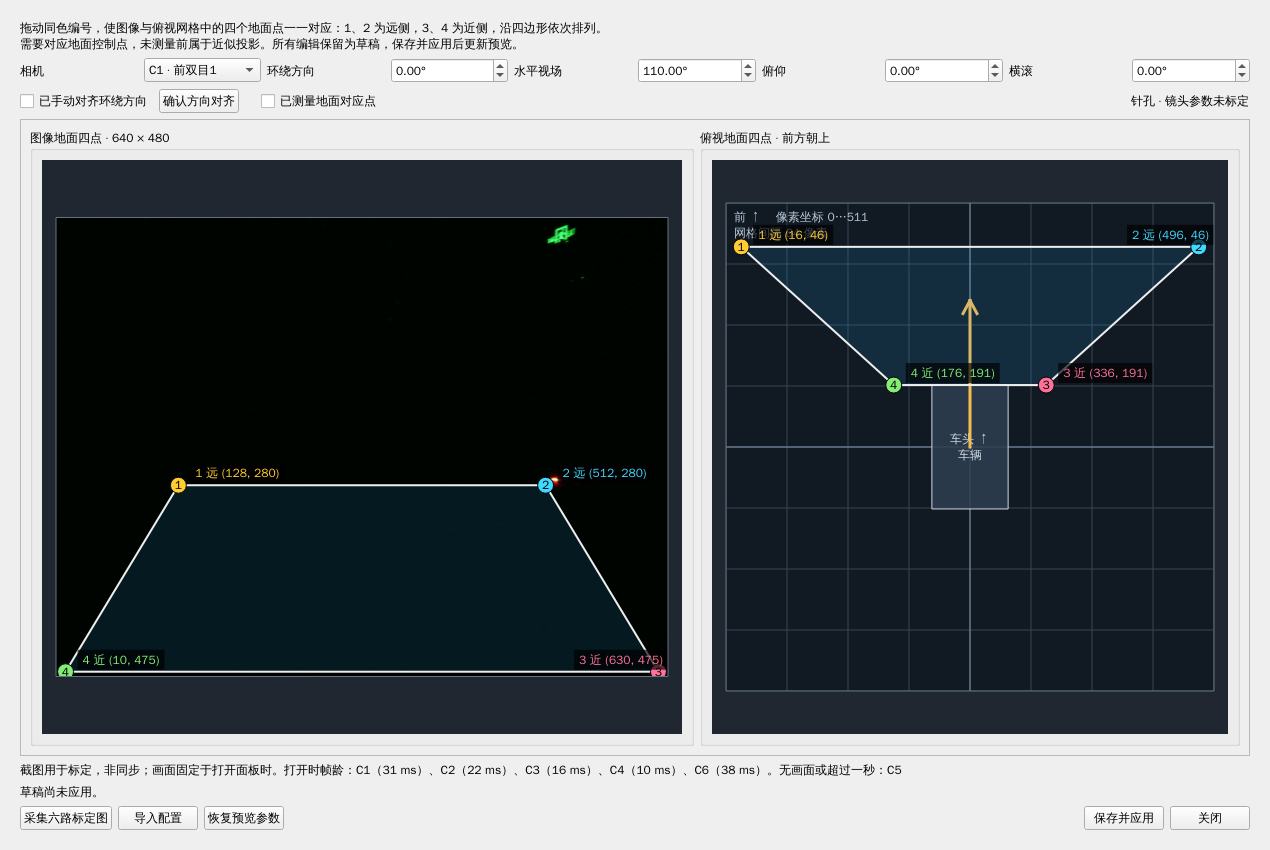 拖动同色编号，使图像与俯视网格中的四个地面点一一对应：1、2 为远侧，3、4 为近侧，沿四边形依次排列。
需要对应地面控制点，未测量前属于近似投影。所有编辑保留为草稿，保存并应用后更新预览。
相机 C1 · 前双目1 环绕方向 0.00° 水平视场 110.00° 俯仰 0.00° 横滚 0.00°
已手动对齐环绕方向 确认方向对齐 已测量地面对应点 针孔 · 镜头参数未标定
图像地面四点 · 640 × 480
俯视地面四点 · 前方朝上
前 ↑ 像素坐标 0⋯511
网格
1 远 (16, 46)
2 远 (496, 46)
1
2
4 近 (176, 191)
3 近 (336, 191)
4
3
车头 ↑
车辆
1 远 (128, 280)
2 远 (512, 280)
1
2
4 近 (10, 475)
3 近 (630, 475)
4
3
截图用于标定，非同步；画面固定于打开面板时。打开时帧龄：C1（31 ms）、C2（22 ms）、C3（16 ms）、C4（10 ms）、C6（38 ms）。无画面或超过一秒：C5
草稿尚未应用。
采集六路标定图 导入配置 恢复预览参数 保存并应用 关闭